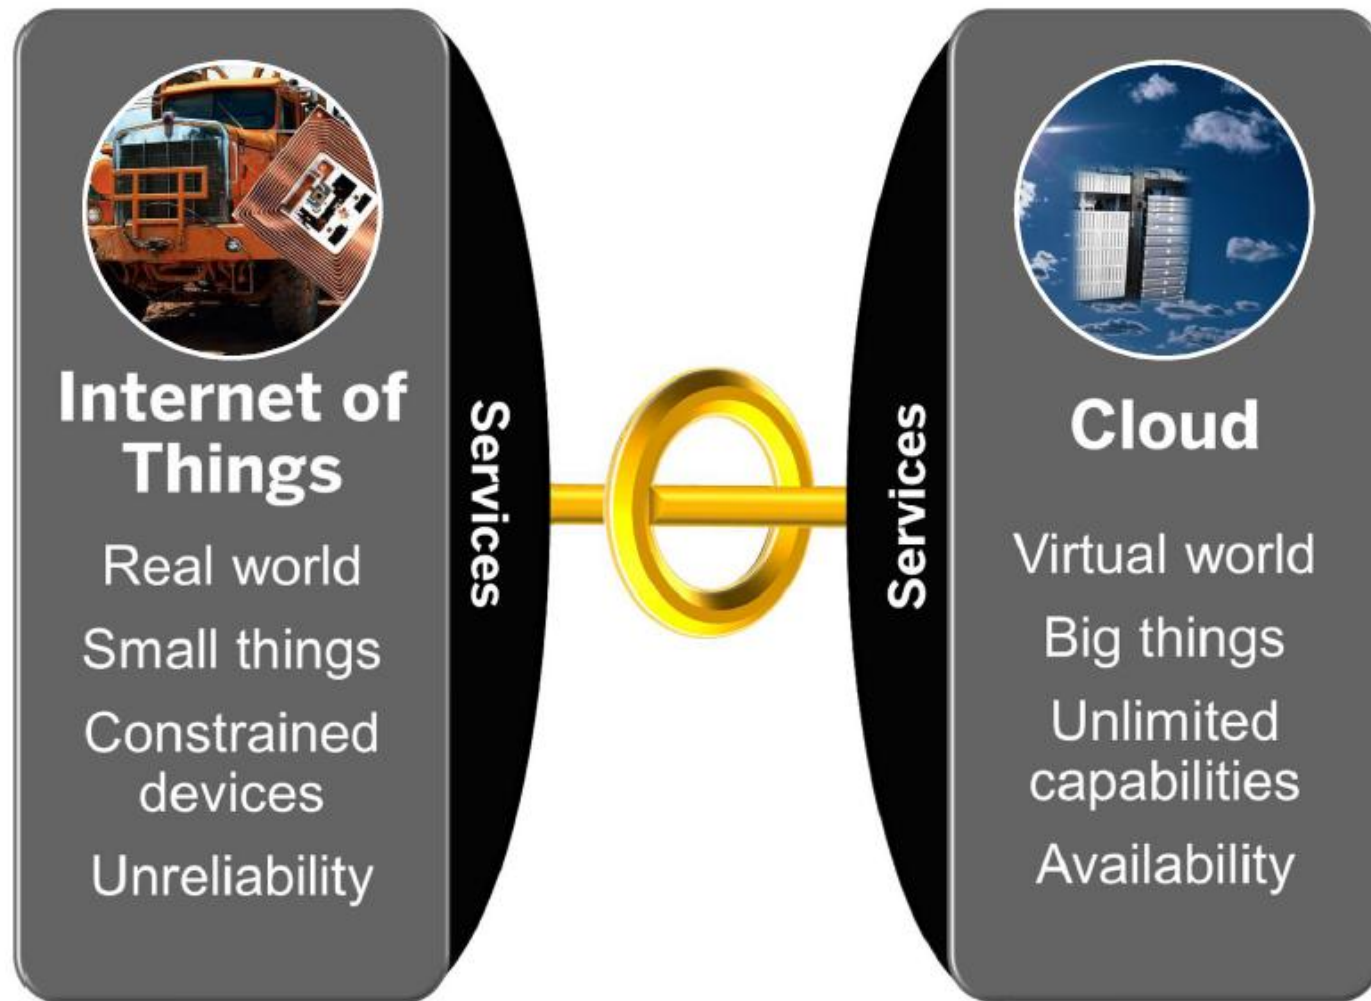 Internet of
Things
Real world
Small things
Constrained
devices
Unreliability
Services
Services
Cloud
Virtual world
Big things
Unlimited
capabilities
Availability